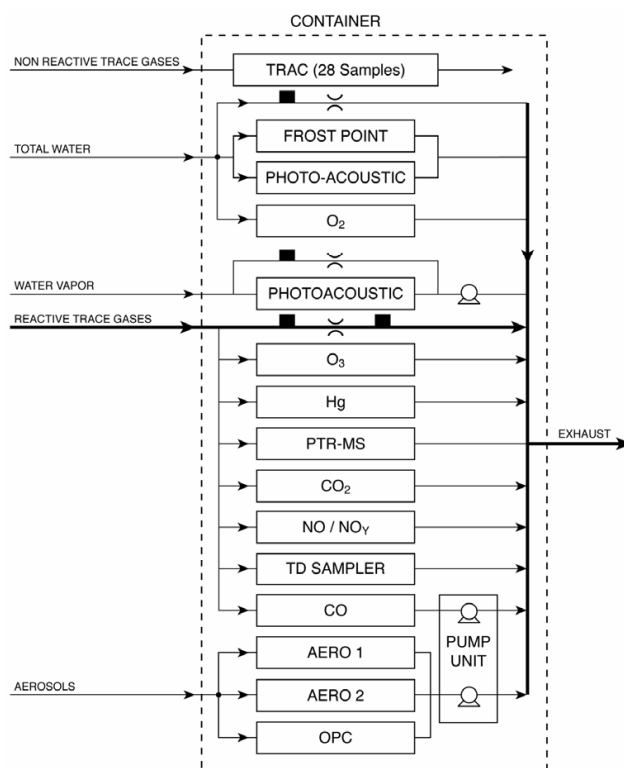 CONTAINER
NON REACTIVE TRACE GASES
TRAC (28 Samples)
FROST POINT
TOTAL WATER
PHOTO-ACOUSTIC
O₂
WATER VAPOR
PHOTOACOUSTIC
REACTIVE TRACE GASES
O₃
Hg
PTR-MS
EXHAUST
CO₂
NO / NOY
TD SAMPLER
CO
PUMP
UNIT
AERO 1
AEROSOLS
AERO 2
OPC